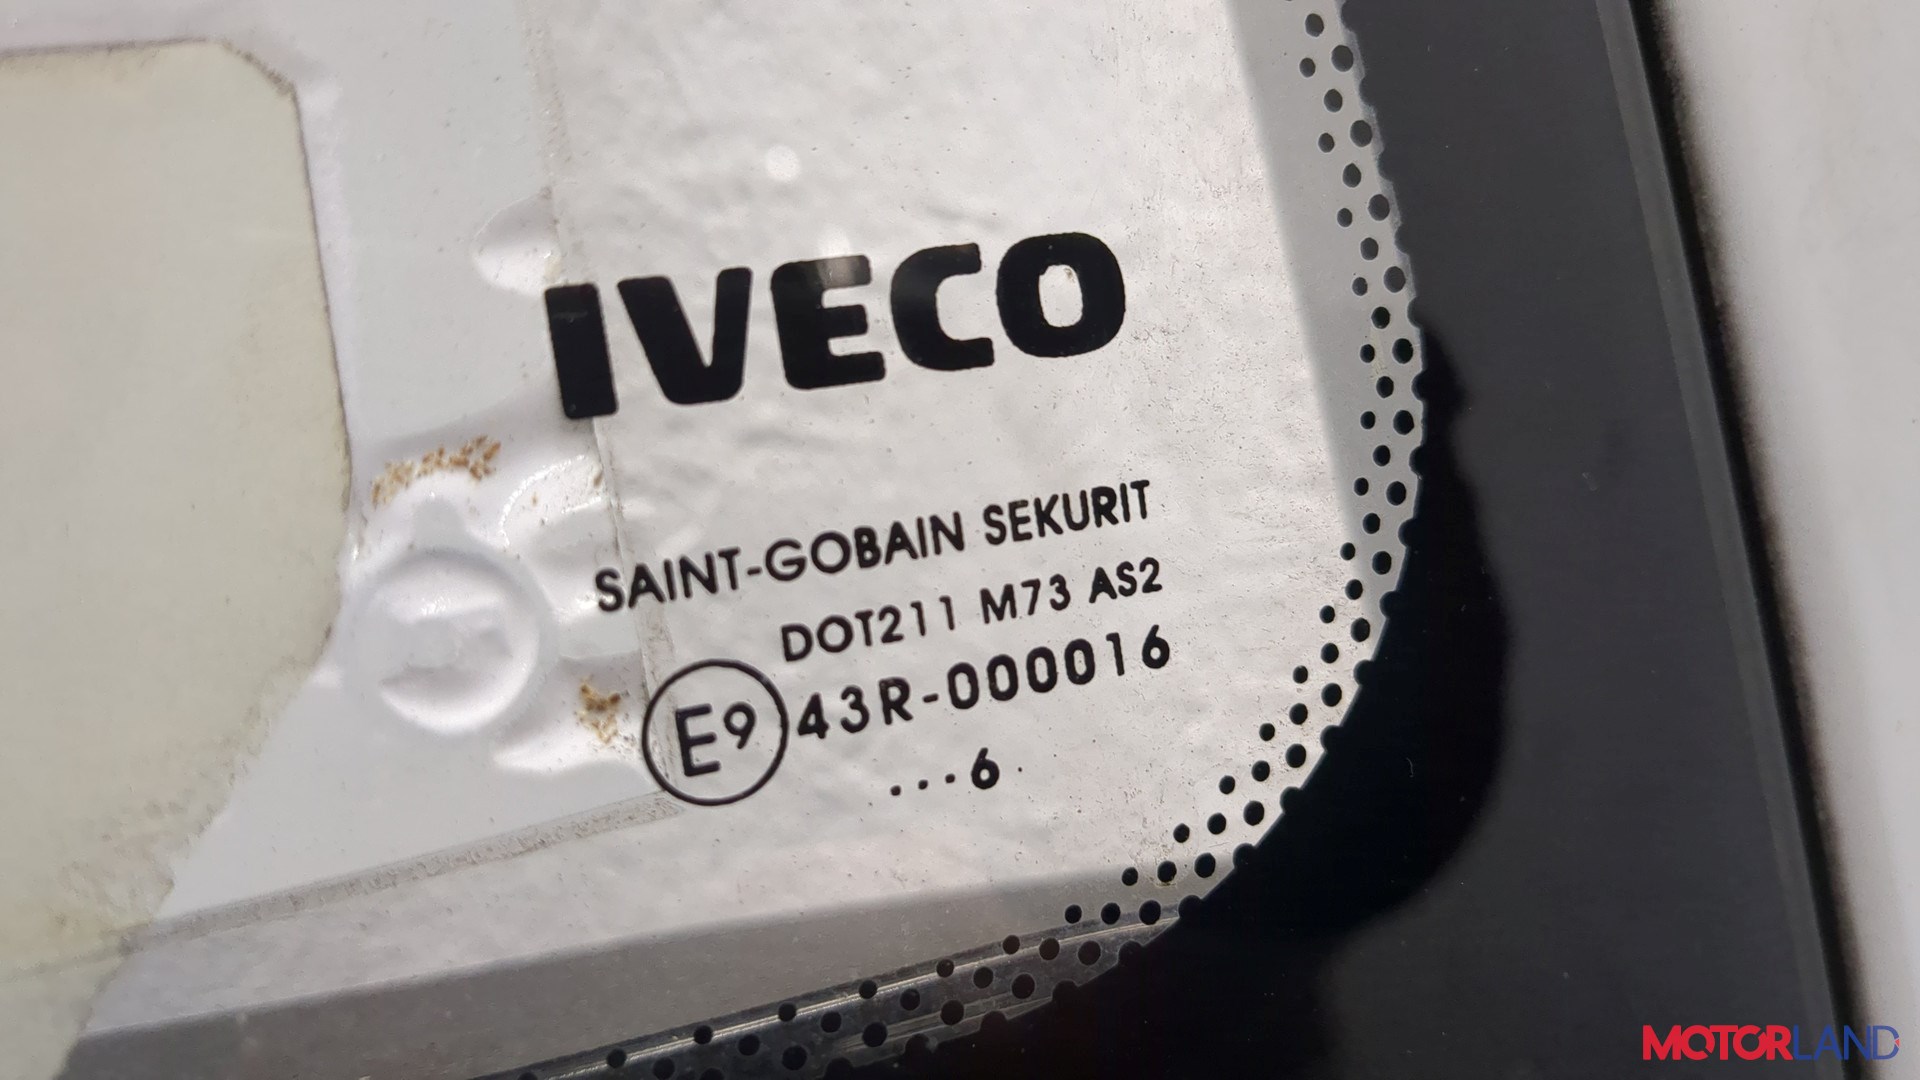 IVECO
SAINT-GOBAIN SEKURIT
DOT211 M73 AS2
E9 43R-000016
...6.
MOTORLAND